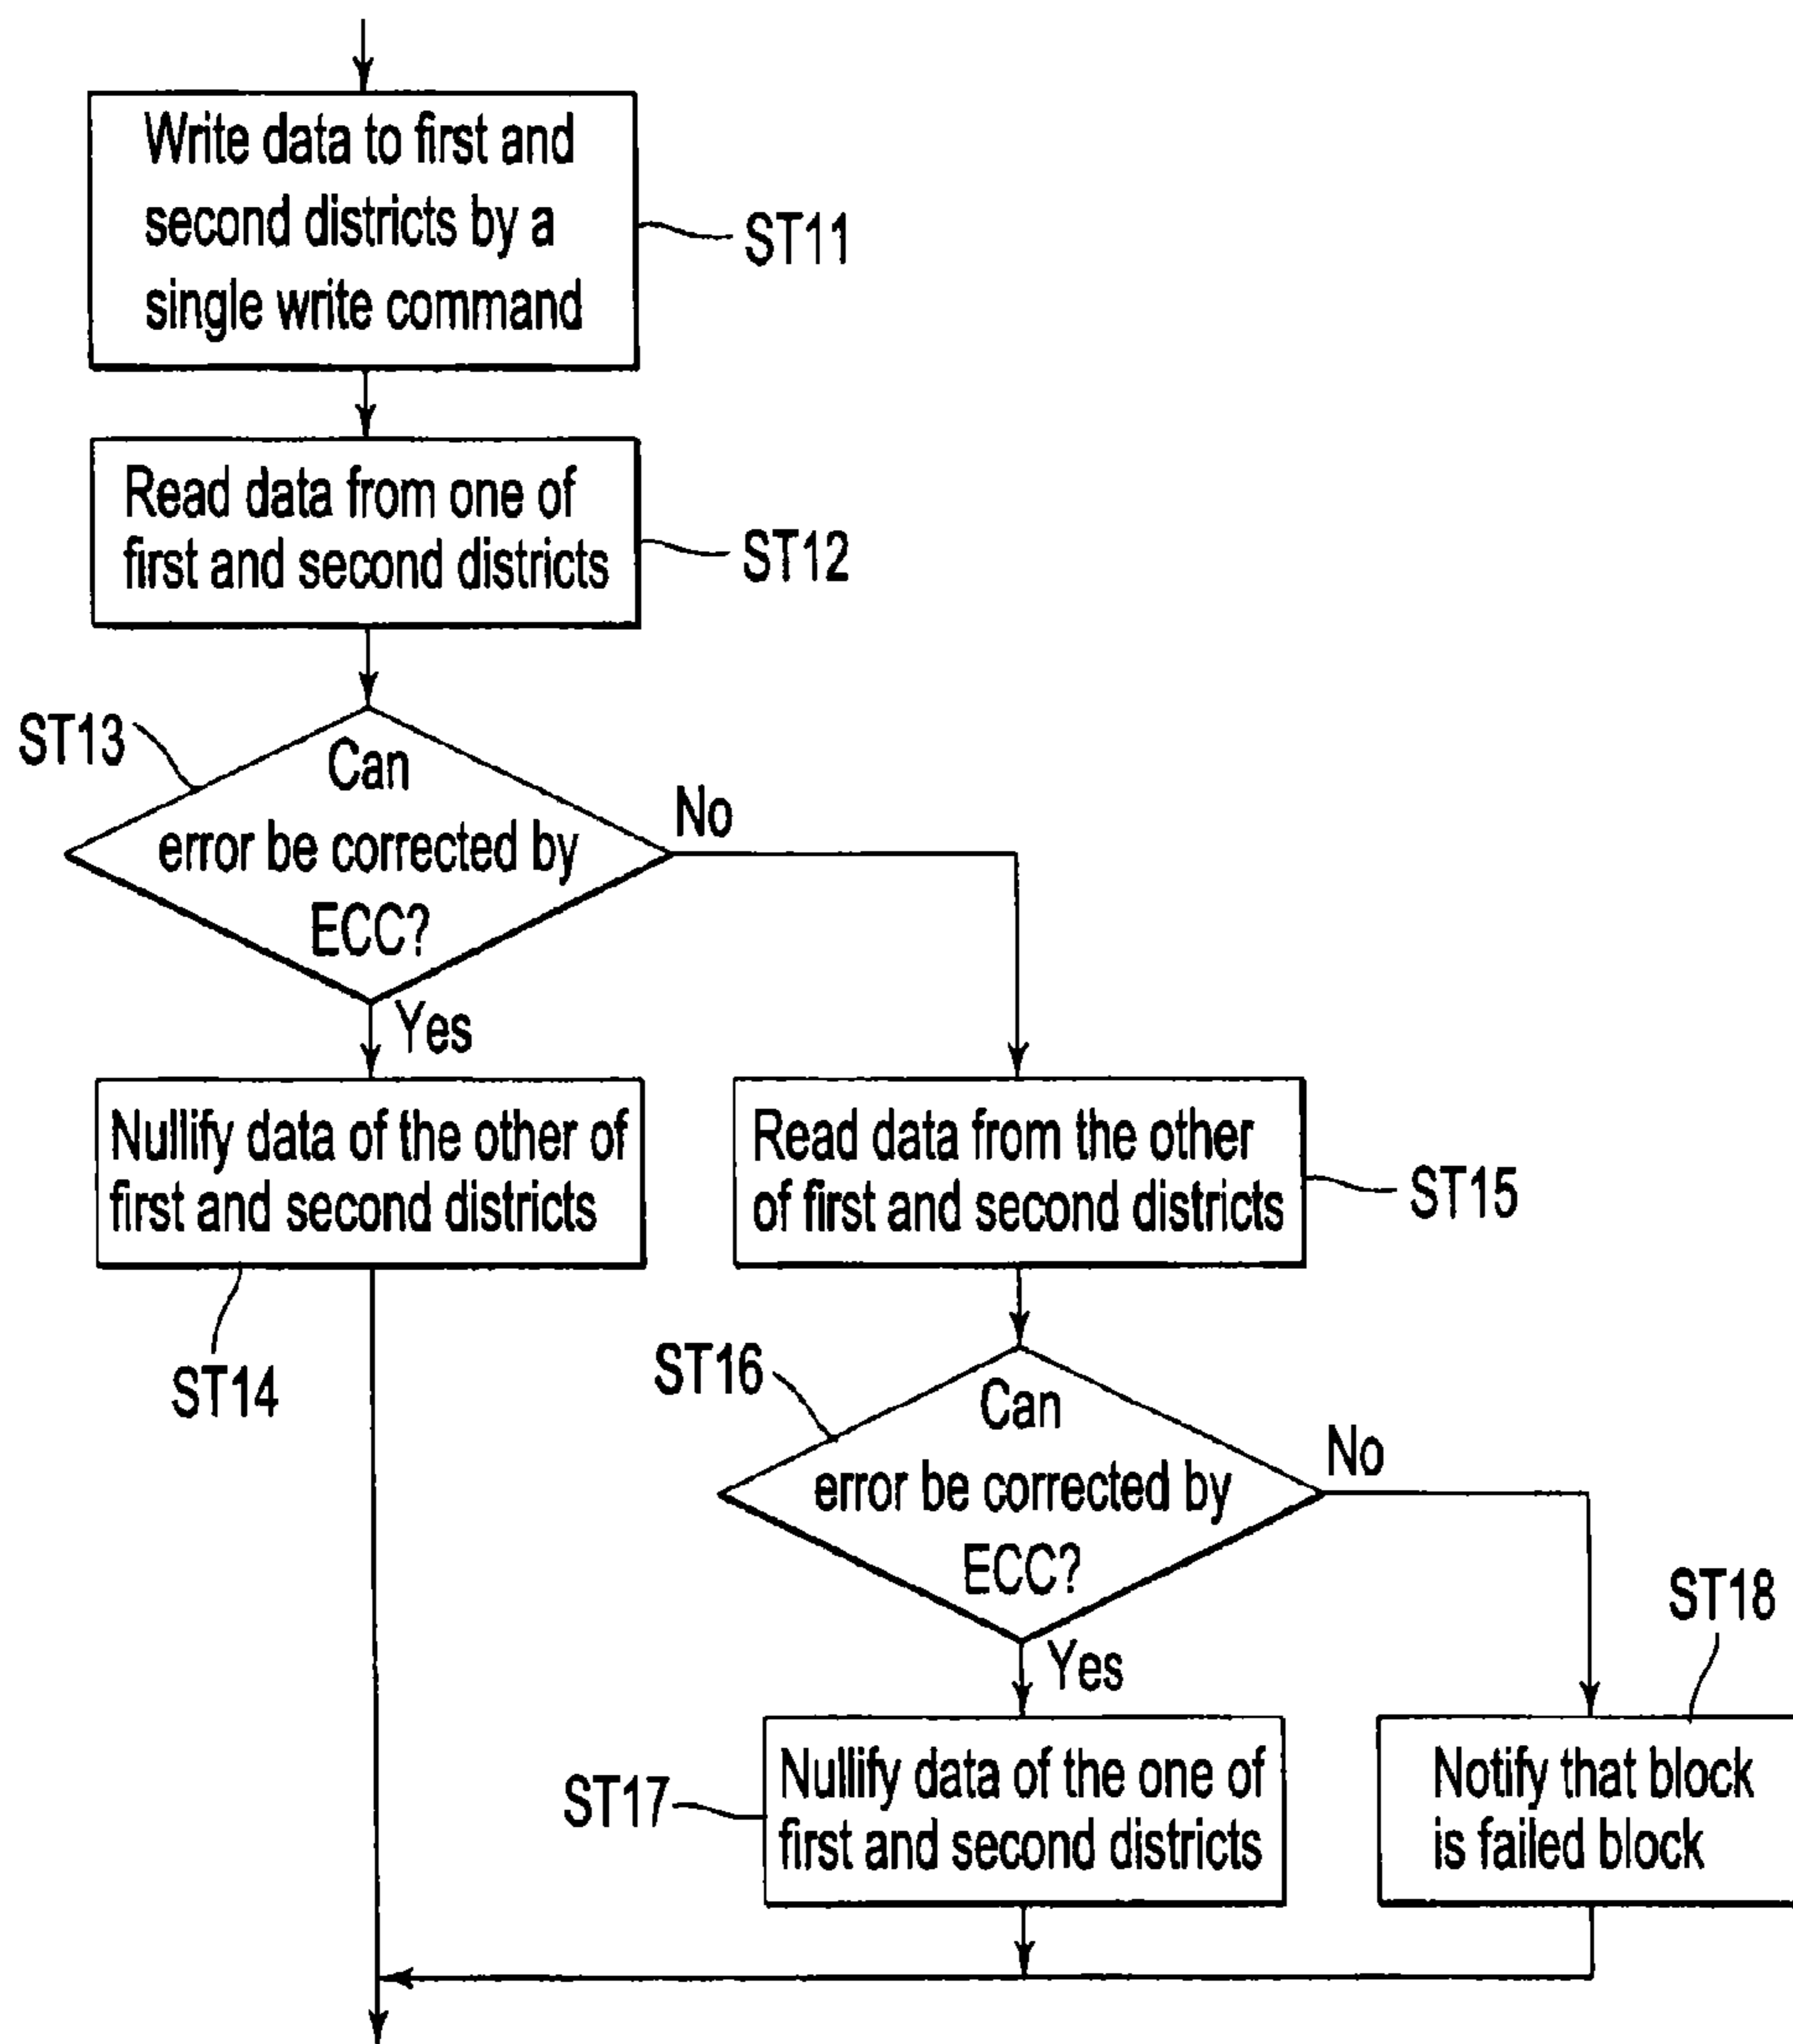 Write data to first and
second districts by a
single write command
ST11
Read data from one of
first and second districts
ST12
ST13
Can
error be corrected by
ECC?
No
Yes
Nullify data of the other of
first and second districts
ST14
Read data from the other
of first and second districts
ST15
ST16
Can
error be corrected by
ECC?
No
Yes
ST18
ST17
Nullify data of the one of
first and second districts
Notify that block
is failed block